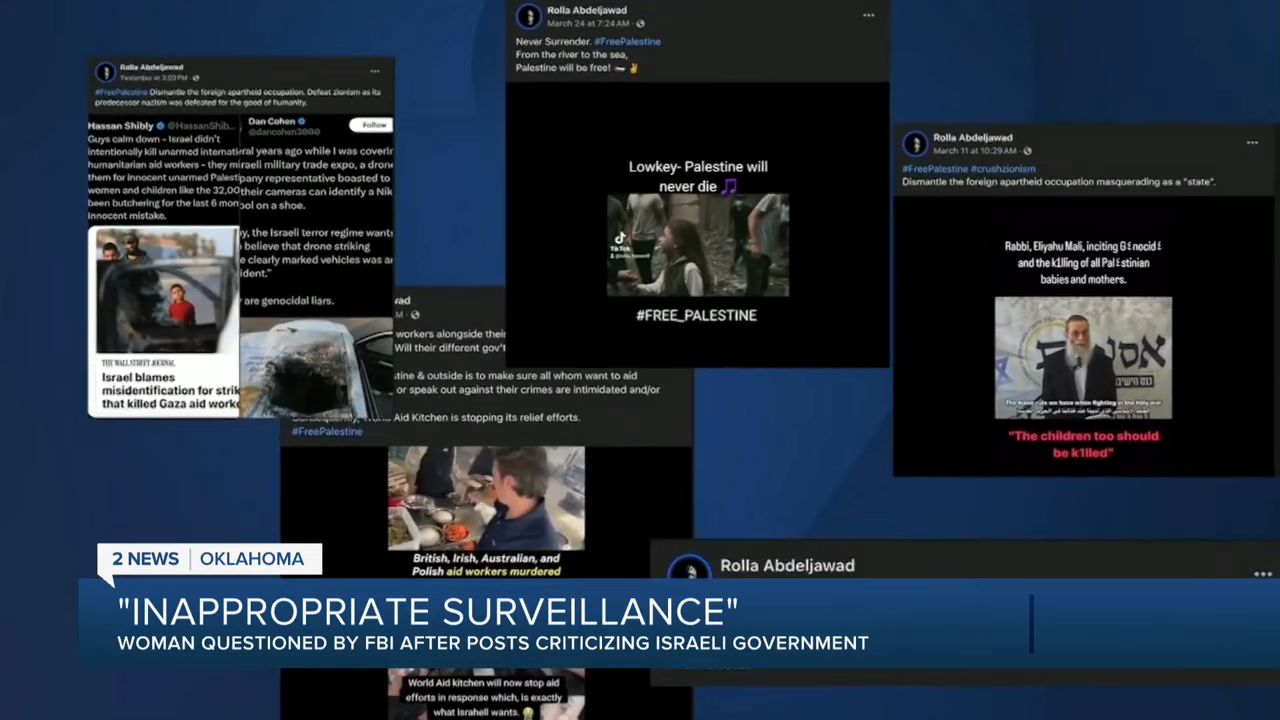 Rolla Abdeljawad
Yesterday at 3:03 PM
#FreePalestine Dismantle the foreign apartheid occupation. Defeat zionism as its
predecessor nazism was defeated for the good of humanity.
Hassan Shibly @HassanShib...
Guys calm down - Israel didn't
intentionally kill unarmed internati
humanitarian aid workers - they mi
them for innocent unarmed Palest
women and children like the 32,00
been butchering for the last 6 mon
Innocent mistake.
THE WALL STREET JOURNAL
Israel blames
misidentification for strik
that killed Gaza aid worke
Dan Cohen
@dancohen3000
Follow
ral years ago while I was coverin
raeli military trade expo, a drone
pany representative boasted to
their cameras can identify a Nik
ool on a shoe.
y, the Israeli terror regime wants
believe that drone striking
e clearly marked vehicles was an
ident."
are genocidal liars.
Rolla Abdeljawad
March 24 at 7:24 AM
Never Surrender. #FreePalestine
From the river to the sea,
Palestine will be free!
Lowkey- Palestine will
never die
TikTok
#FREE_PALESTINE
Rolla Abdeljawad
March 11 at 10:29 AM
#FreePalestine #crushzionism
Dismantle the foreign apartheid occupation masquerading as a "state".
Rabbi, Eliyahu Mali, inciting G£nocid£
and the k1lling of all Pal£stinian
babies and mothers.
"The children too should
be k1lled"
wad
M
workers alongside their
Will their different gov't
stine & outside is to make sure all whom want to aid
or speak out against their crimes are intimidated and/or
Aid Kitchen is stopping its relief efforts.
#FreePalestine
British, Irish, Australian, and
Polish aid workers murdered
Rolla Abdeljawad
2 NEWS | OKLAHOMA
"INAPPROPRIATE SURVEILLANCE"
WOMAN QUESTIONED BY FBI AFTER POSTS CRITICIZING ISRAELI GOVERNMENT
World Aid kitchen will now stop aid
efforts in response which, is exactly
what israhell wants.